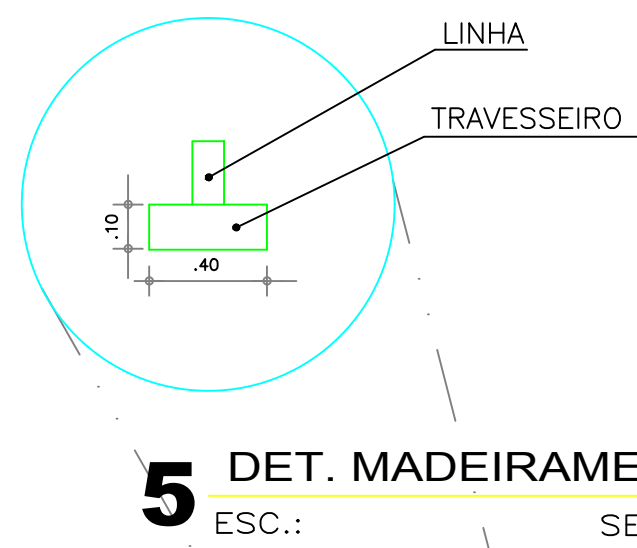 LINHA
TRAVESSEIRO
.10
.40
5 DET. MADEIRAME
ESC.: SE